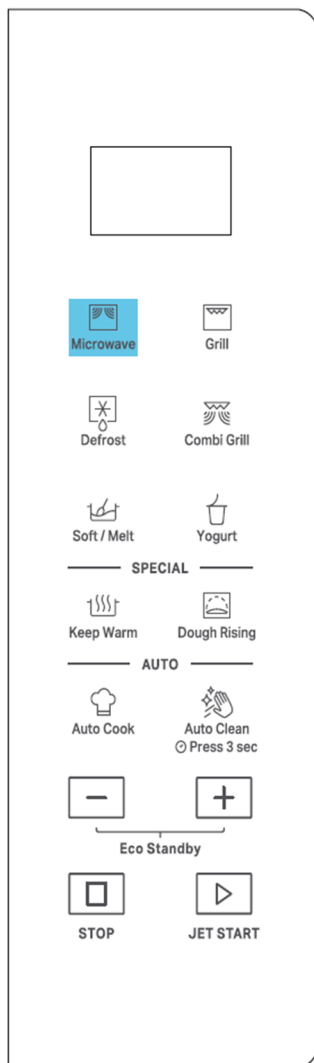 Microwave
Grill
Defrost
Combi Grill
Soft / Melt
Yogurt
SPECIAL
Keep Warm
Dough Rising
AUTO
Auto Cook
Auto Clean
Press 3 sec
Eco Standby
STOP
JET START